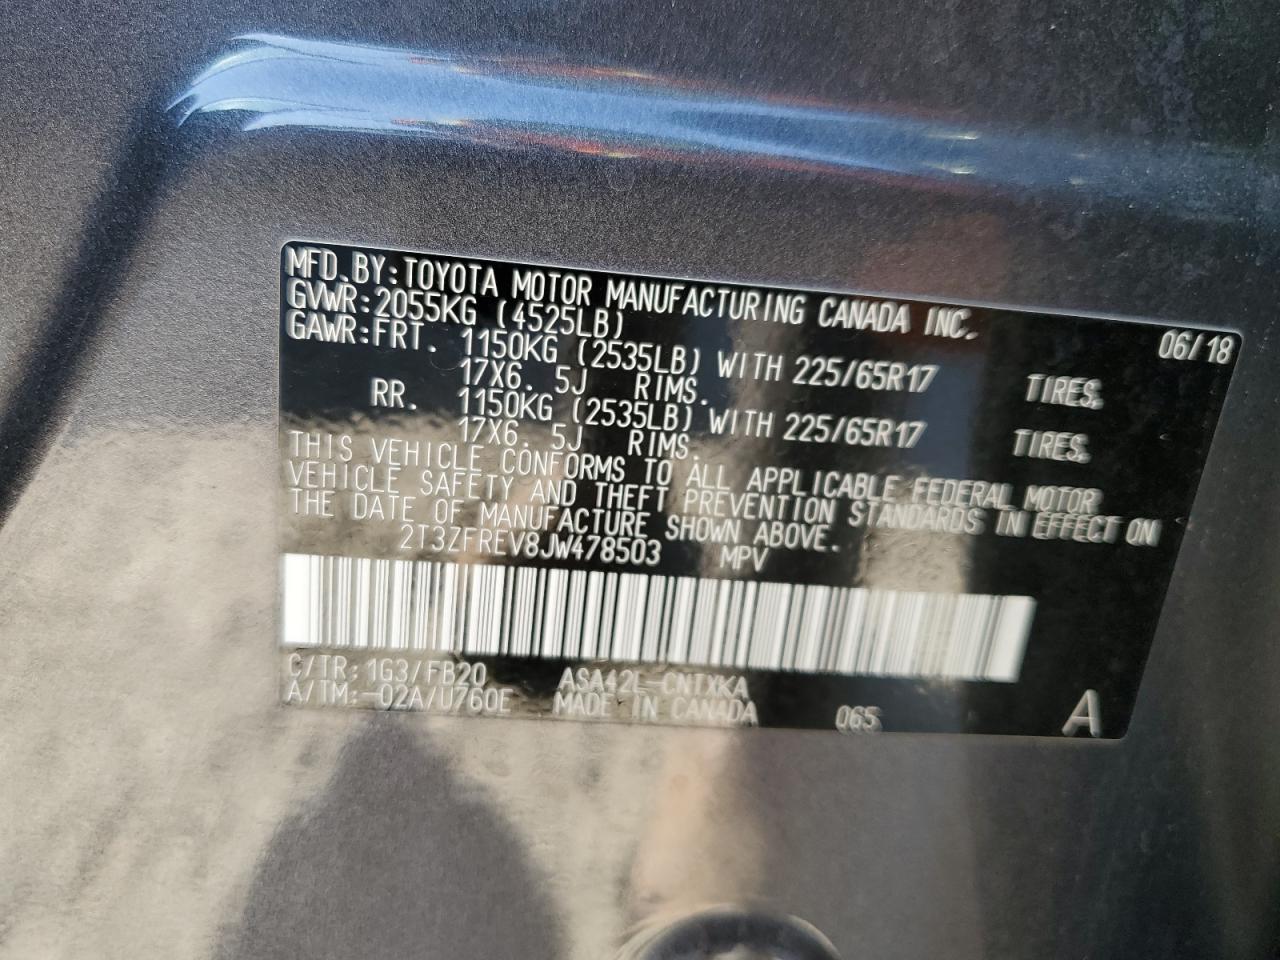 MFD.BY:TOYOTA MOTOR MANUFACTURING CANADA INC. 06/18
GVWR:2055KG (4525LB)
GAWR:FRT. 1150KG (2535LB) WITH 225/65R17 TIRES.
17X6. 5J RIMS.
RR. 1150KG (2535LB) WITH 225/65R17 TIRES.
17X6. 5J RIMS.
THIS VEHICLE CONFORMS TO ALL APPLICABLE FEDERAL MOTOR
VEHICLE SAFETY AND THEFT PREVENTION STANDARDS IN EFFECT ON
THE DATE OF MANUFACTURE SHOWN ABOVE.
2T3ZFREV8JW478503 MPV
C/TR:1G3/FB20 ASA42L-CNTXKA
A/TM:-02A/U760E MADE IN CANADA 065 A